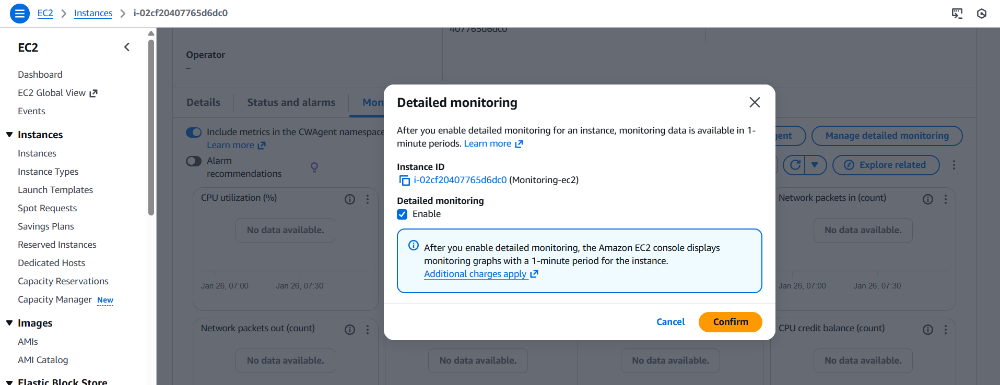 EC2 > Instances > i-02cf20407765d6dc0
EC2
Dashboard
EC2 Global View
Events
Instances
Instances
Instance Types
Launch Templates
Spot Requests
Savings Plans
Reserved Instances
Dedicated Hosts
Capacity Reservations
Capacity Manager New
Images
AMIs
AMI Catalog
Elastic Block Store
407765d6dc0
Operator
–
Details
Status and alarms
Mon
Include metrics in the CWAgent namespace
Learn more
Alarm
recommendations
gent
Manage detailed monitoring
Explore related
CPU utilization (%)
No data available.
Jan 26, 07:00
Jan 26, 07:30
Network packets in (count)
No data available.
Jan 26, 07:00
Jan 26, 07:30
Network packets out (count)
No data available.
No data available.
No data available.
CPU credit balance (count)
No data available.
Detailed monitoring
After you enable detailed monitoring for an instance, monitoring data is available in 1-
minute periods. Learn more
Instance ID
i-02cf20407765d6dc0 (Monitoring-ec2)
Detailed monitoring
Enable
After you enable detailed monitoring, the Amazon EC2 console displays
monitoring graphs with a 1-minute period for the instance.
Additional charges apply
Cancel
Confirm